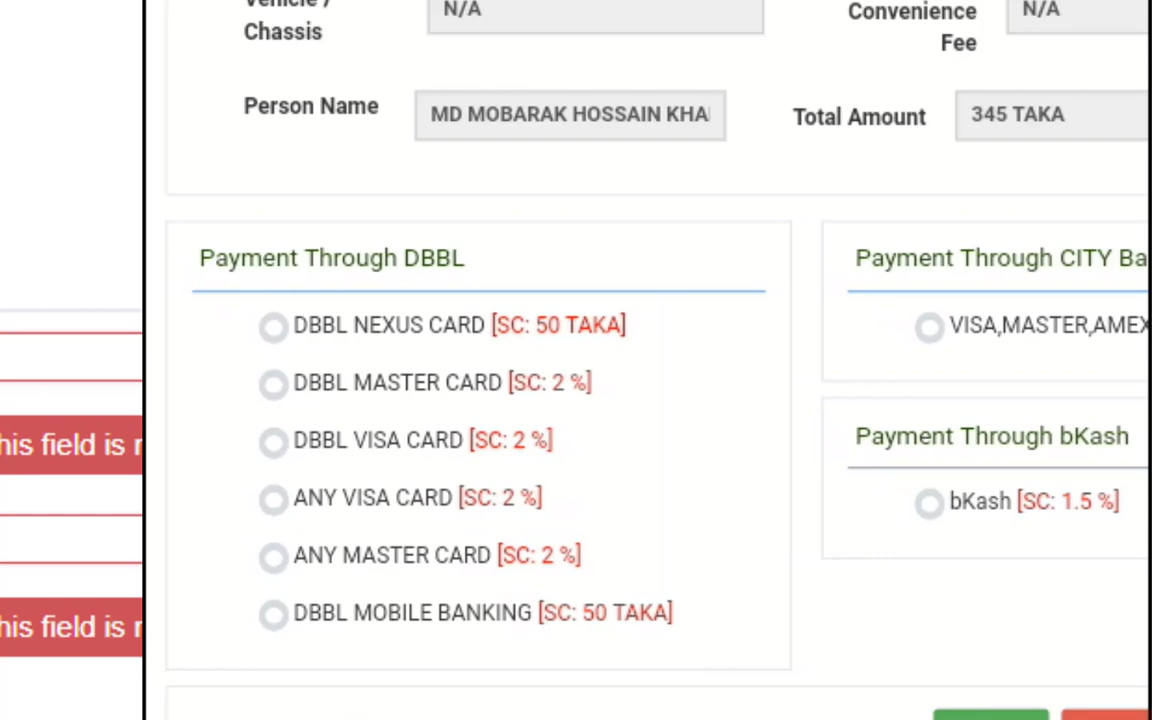 Vehicle /
Chassis
N/A
Convenience
Fee
N/A
Person Name
MD MOBARAK HOSSAIN KHA
Total Amount
345 TAKA
Payment Through DBBL
DBBL NEXUS CARD [SC: 50 TAKA]
DBBL MASTER CARD [SC: 2 %]
DBBL VISA CARD [SC: 2 %]
ANY VISA CARD [SC: 2 %]
ANY MASTER CARD [SC: 2 %]
DBBL MOBILE BANKING [SC: 50 TAKA]
Payment Through CITY Ba
VISA,MASTER,AMEX
Payment Through bKash
bKash [SC: 1.5 %]
his field is r
his field is r